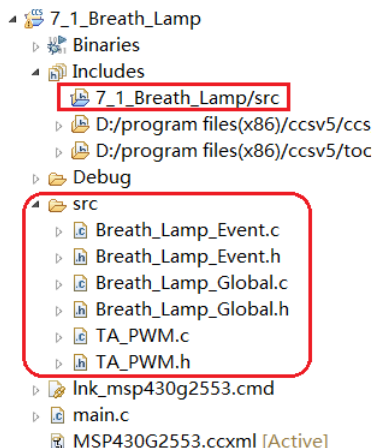 7_1_Breath_Lamp
Binaries
Includes
7_1_Breath_Lamp/src
D:/program files(x86)/ccsv5/ccs
D:/program files(x86)/ccsv5/too
src
Breath_Lamp_Event.c
Breath_Lamp_Event.h
Breath_Lamp_Global.c
Breath_Lamp_Global.h
TA_PWM.c
TA_PWM.h
Debug
lnk_msp430g2553.cmd
main.c
MSP430G2553.ccxml [Active]